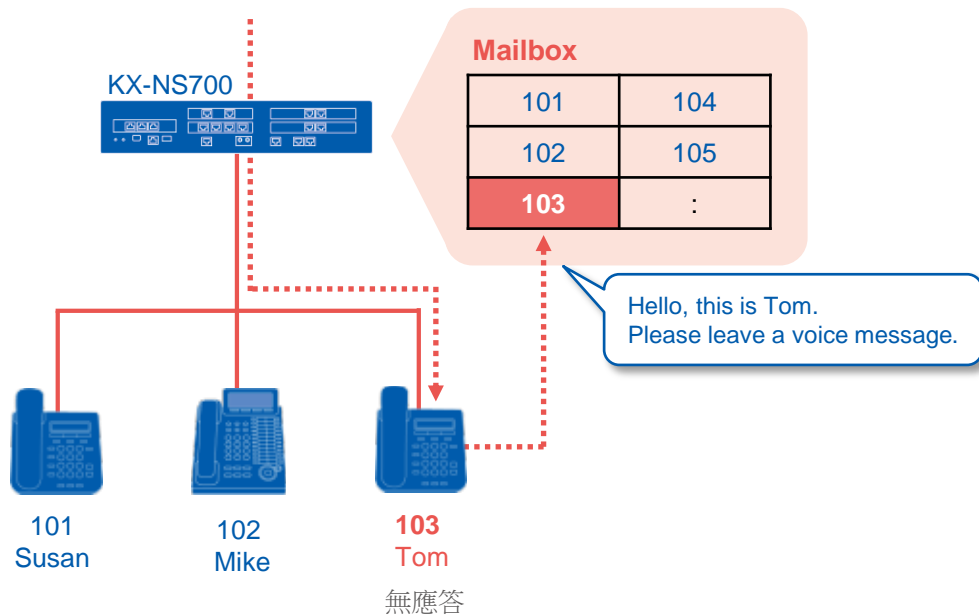 KX-NS700
Mailbox
101 104
102 105
103 :
Hello, this is Tom.
Please leave a voice message.
101
Susan
102
Mike
103
Tom
無應答